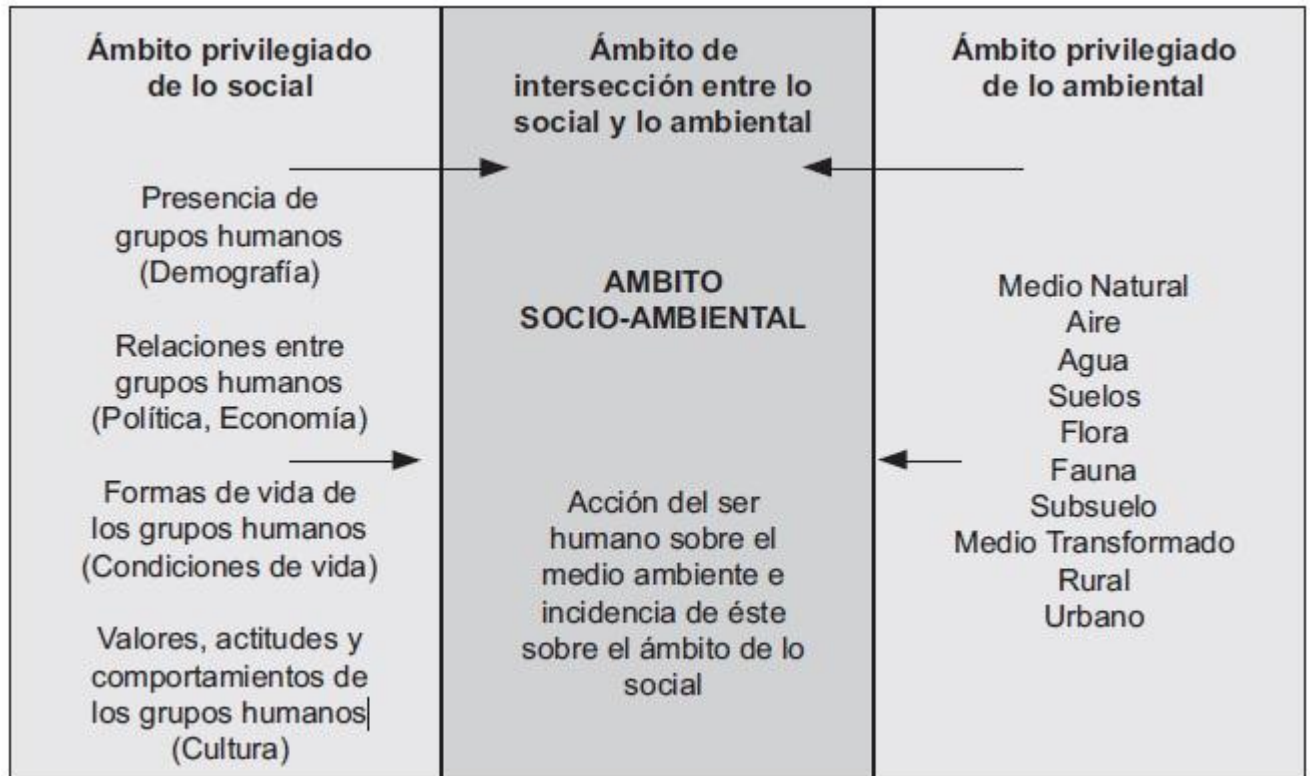 Ámbito privilegiado
de lo social
Presencia de
grupos humanos
(Demografía)
Relaciones entre
grupos humanos
(Política, Economía)
Formas de vida de
los grupos humanos
(Condiciones de vida)
Valores, actitudes y
comportamientos de
los grupos humanos
(Cultura)
Ámbito de
intersección entre lo
social y lo ambiental
AMBITO
SOCIO-AMBIENTAL
Acción del ser
humano sobre el
medio ambiente e
incidencia de éste
sobre el ámbito de lo
social
Ámbito privilegiado
de lo ambiental
Medio Natural
Aire
Agua
Suelos
Flora
Fauna
Subsuelo
Medio Transformado
Rural
Urbano